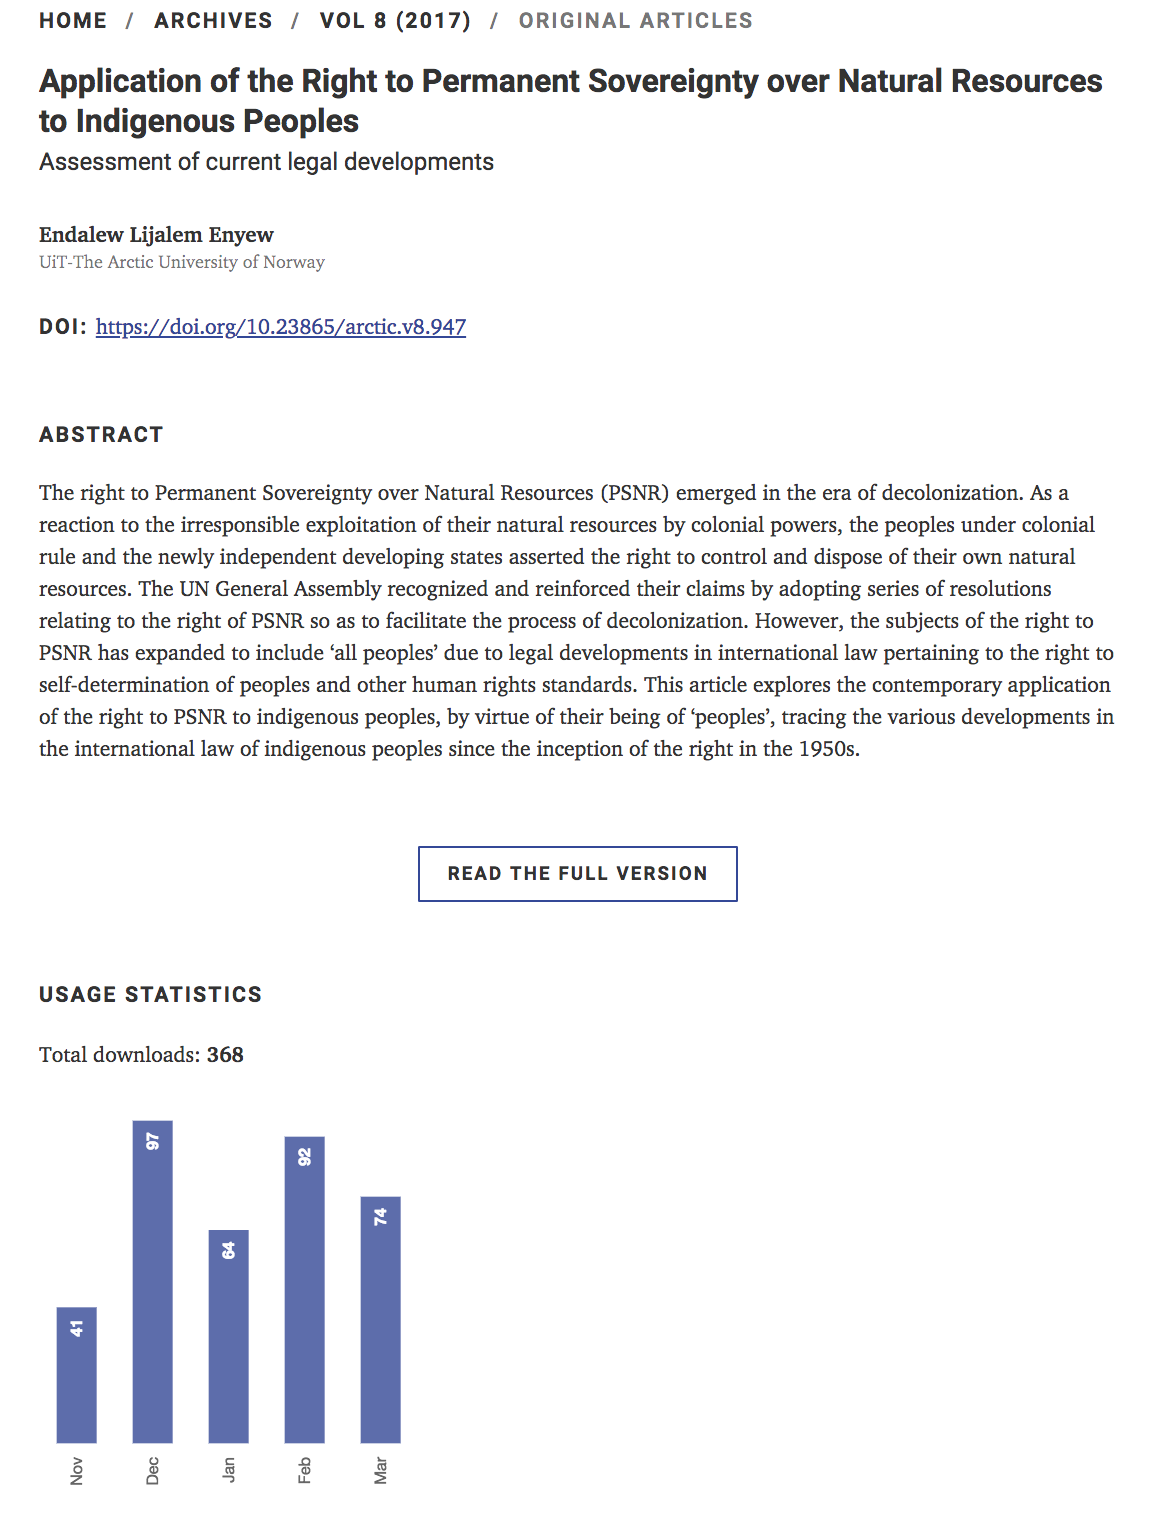 HOME / ARCHIVES / VOL 8 (2017) / ORIGINAL ARTICLES
Application of the Right to Permanent Sovereignty over Natural Resources
to Indigenous Peoples
Assessment of current legal developments
Endalew Lijalem Enyew
UiT-The Arctic University of Norway
DOI: https://doi.org/10.23865/arctic.v8.947
ABSTRACT
The right to Permanent Sovereignty over Natural Resources (PSNR) emerged in the era of decolonization. As a
reaction to the irresponsible exploitation of their natural resources by colonial powers, the peoples under colonial
rule and the newly independent developing states asserted the right to control and dispose of their own natural
resources. The UN General Assembly recognized and reinforced their claims by adopting series of resolutions
relating to the right of PSNR so as to facilitate the process of decolonization. However, the subjects of the right to
PSNR has expanded to include ‘all peoples’ due to legal developments in international law pertaining to the right to
self-determination of peoples and other human rights standards. This article explores the contemporary application
of the right to PSNR to indigenous peoples, by virtue of their being of ‘peoples’, tracing the various developments in
the international law of indigenous peoples since the inception of the right in the 1950s.
READ THE FULL VERSION
USAGE STATISTICS
Total downloads: 368
41
97
64
92
74
Nov
Dec
Jan
Feb
Mar